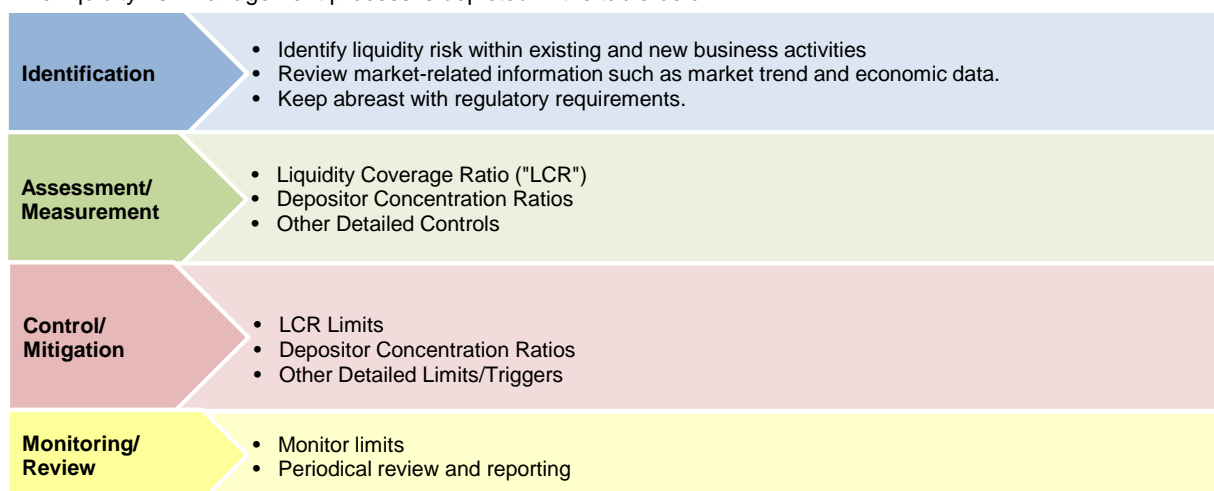 Identification
• Identify liquidity risk within existing and new business activities
• Review market-related information such as market trend and economic data.
• Keep abreast with regulatory requirements.
Assessment/
Measurement
• Liquidity Coverage Ratio ("LCR")
• Depositor Concentration Ratios
• Other Detailed Controls
Control/
Mitigation
• LCR Limits
• Depositor Concentration Ratios
• Other Detailed Limits/Triggers
Monitoring/
Review
• Monitor limits
• Periodical review and reporting